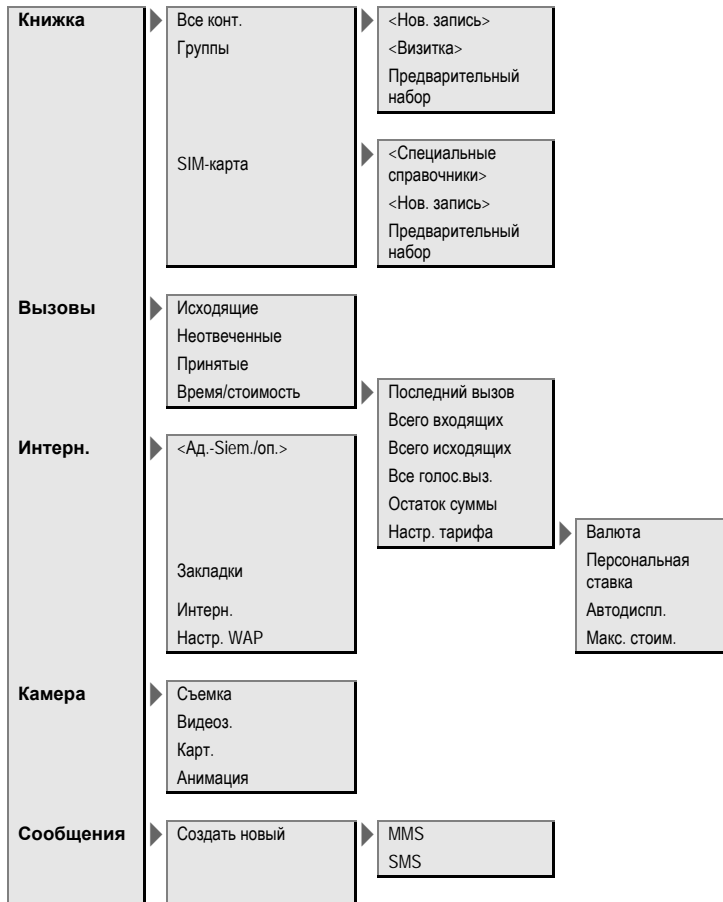 Книжка
Все конт.
Группы
<Нов. запись>
<Визитка>
Предварительный
набор
SIM-карта
<Специальные
справочники>
<Нов. запись>
Предварительный
набор
Вызовы
Исходящие
Неотвеченные
Принятые
Время/стоимость
Последний вызов
Всего входящих
Всего исходящих
Все голос.выз.
Остаток суммы
Настр. тарифа
Валюта
Персональная
ставка
Автодиспл.
Макс. стоим.
Интерн.
<Ад.-Siem./оп.>
Закладки
Интерн.
Настр. WAP
Камера
Съемка
Видеоз.
Карт.
Анимация
Сообщения
Создать новый
MMS
SMS